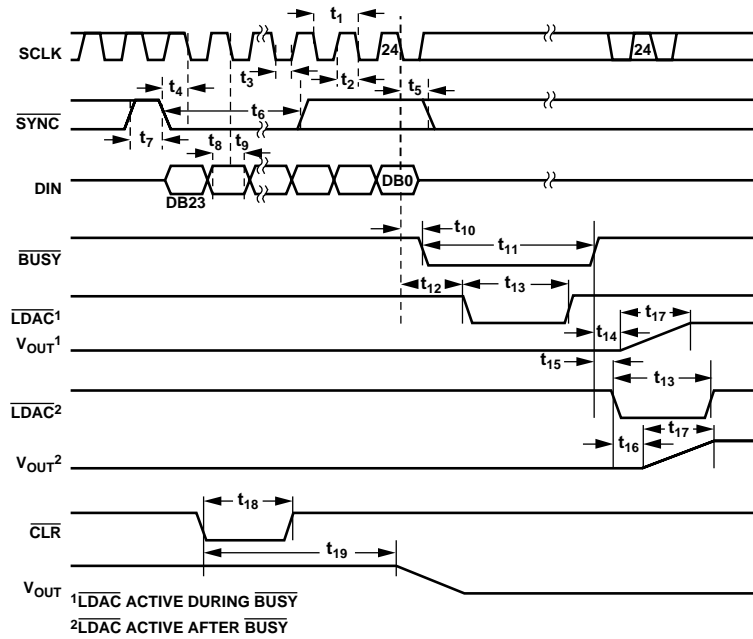 t1
SCLK
24
24
t3
t2
t4
t6
t5
SYNC
t7
t8
t9
DIN
DB23
DB0
t10
t11
BUSY
t12
t13
LDAC1
t17
t14
VOUT1
t15
t13
LDAC2
t17
t16
VOUT2
t18
CLR
t19
VOUT
1LDAC ACTIVE DURING BUSY
2LDAC ACTIVE AFTER BUSY